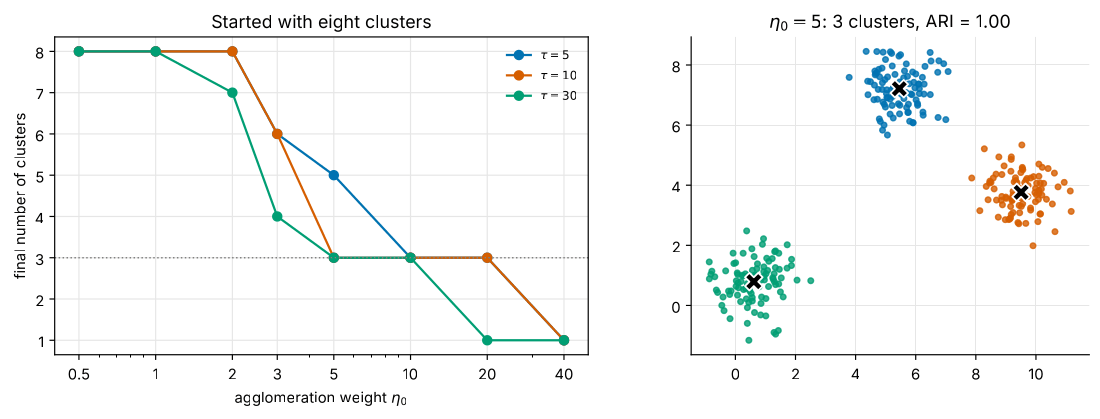 Started with eight clusters
final number of clusters
8
7
6
5
4
3
2
1
τ = 5
τ = 10
τ = 30
0.5 1 2 3 5 10 20 40
agglomeration weight η₀
η₀ = 5: 3 clusters, ARI = 1.00
8
6
4
2
0
0 2 4 6 8 10